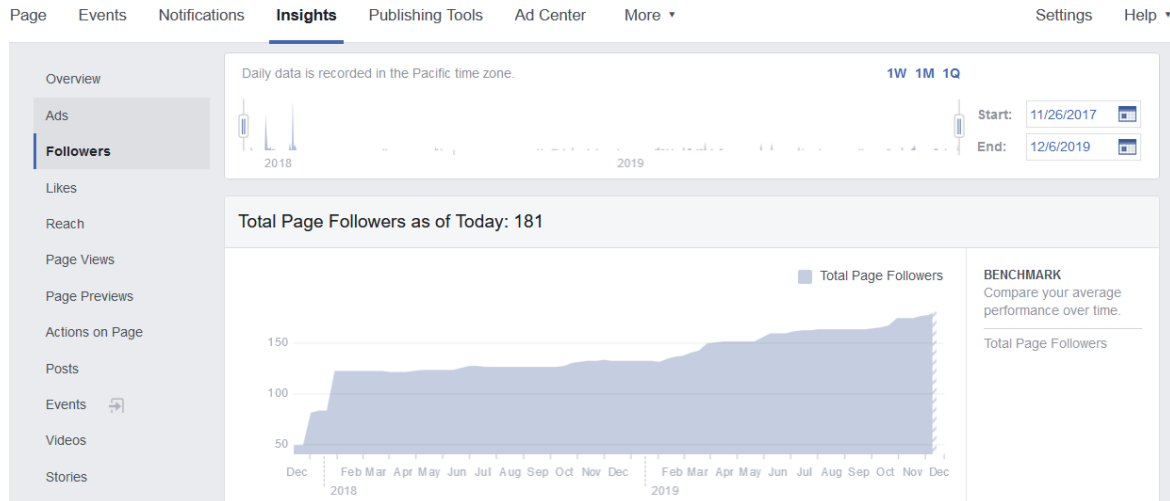 Page Events Notifications Insights Publishing Tools Ad Center More ▾ Settings Help ▾
Overview
Ads
Followers
Likes
Reach
Page Views
Page Previews
Actions on Page
Posts
Events
Videos
Stories
Daily data is recorded in the Pacific time zone.
1W 1M 1Q
2018 2019
Start: 11/26/2017
End: 12/6/2019
Total Page Followers as of Today: 181
Total Page Followers
150
100
50
Dec Feb Mar Apr May Jun Jul Aug Sep Oct Nov Dec Feb Mar Apr May Jun Jul Aug Sep Oct Nov Dec
2018 2019
BENCHMARK
Compare your average
performance over time.
Total Page Followers